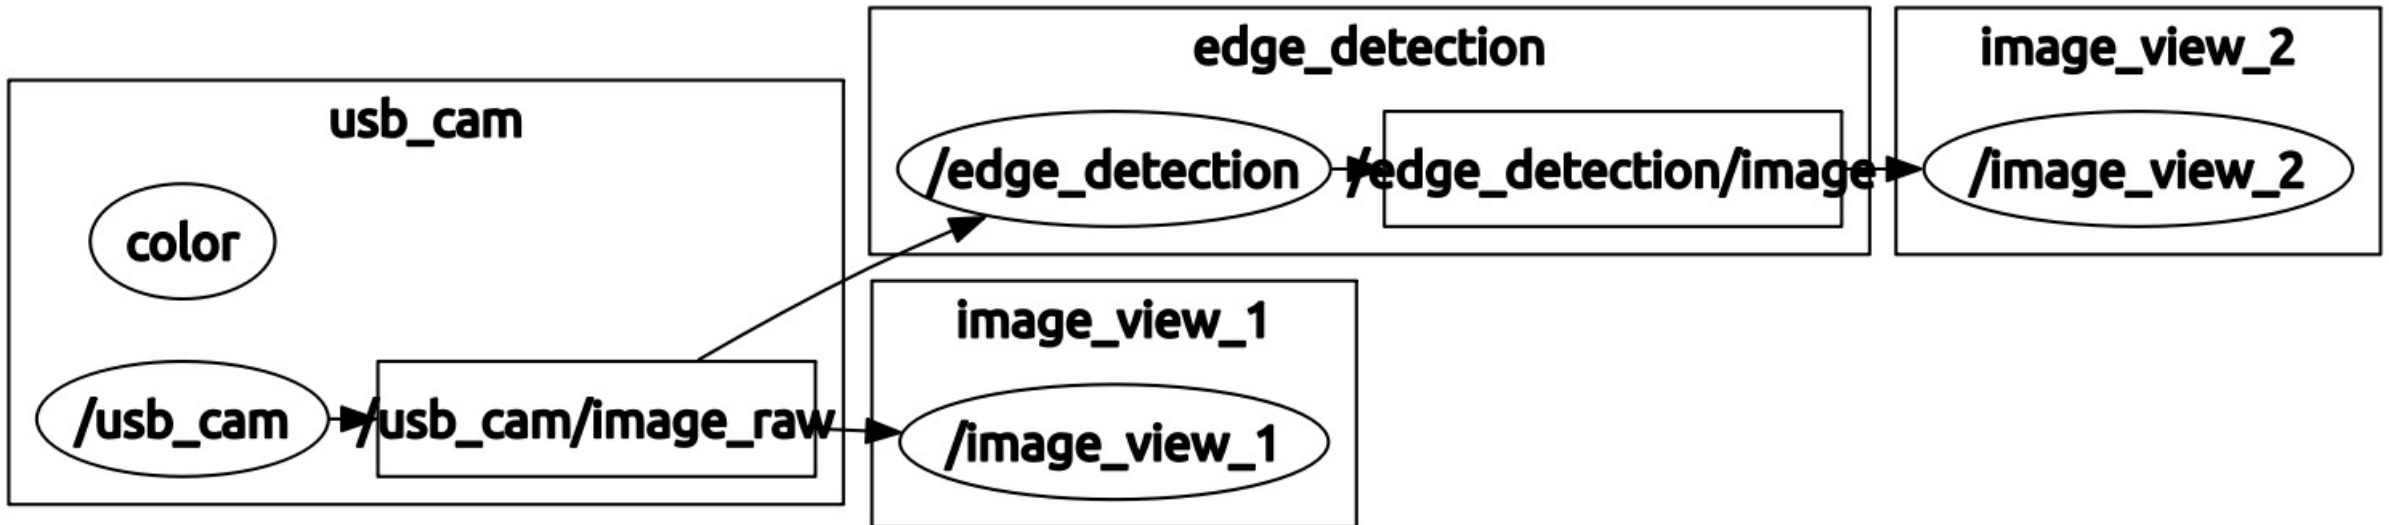 edge_detection
image_view_2
usb_cam
/edge_detection
/edge_detection/image
/image_view_2
color
image_view_1
/usb_cam
/usb_cam/image_raw
/image_view_1